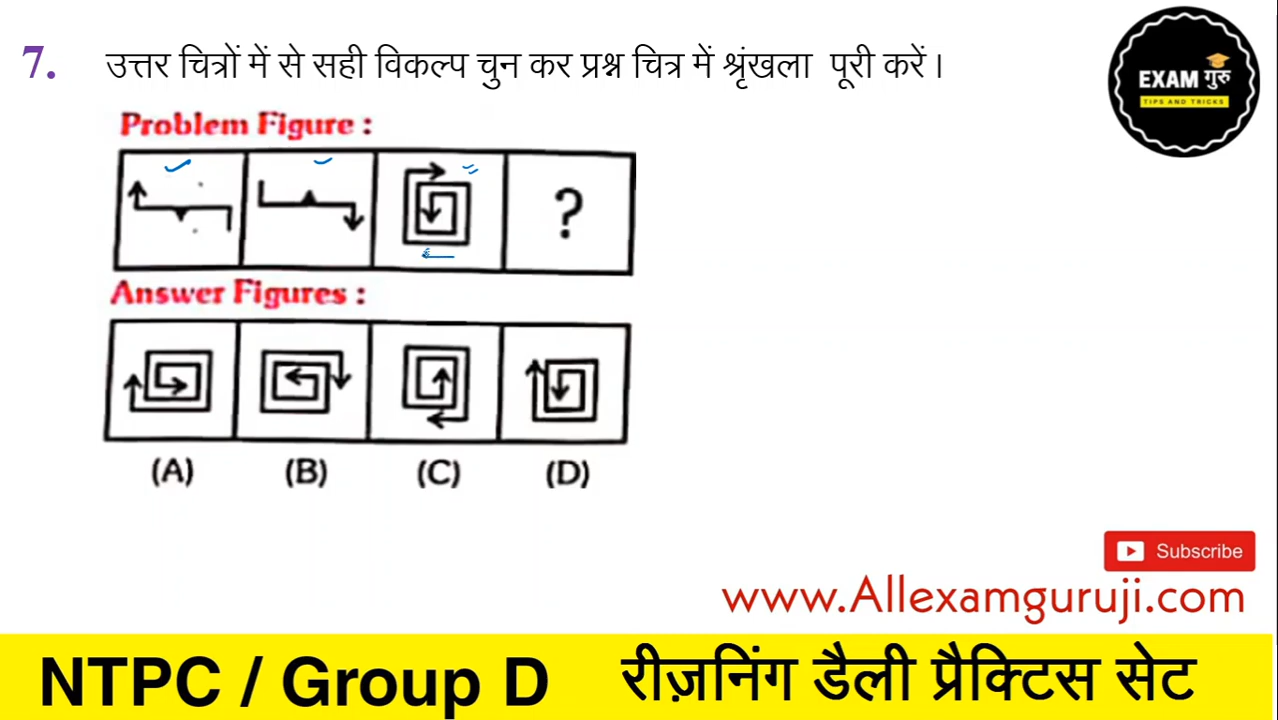 7. उत्तर चित्रों में से सही विकल्प चुन कर प्रश्न चित्र में श्रृंखला पूरी करें।
EXAM गुरु
TIPS AND TRICKS
Problem Figure :
?
Answer Figures :
(A) (B) (C) (D)
Subscribe
www.Allexamguruji.com
NTPC / Group D रीज़निंग डैली प्रैक्टिस सेट